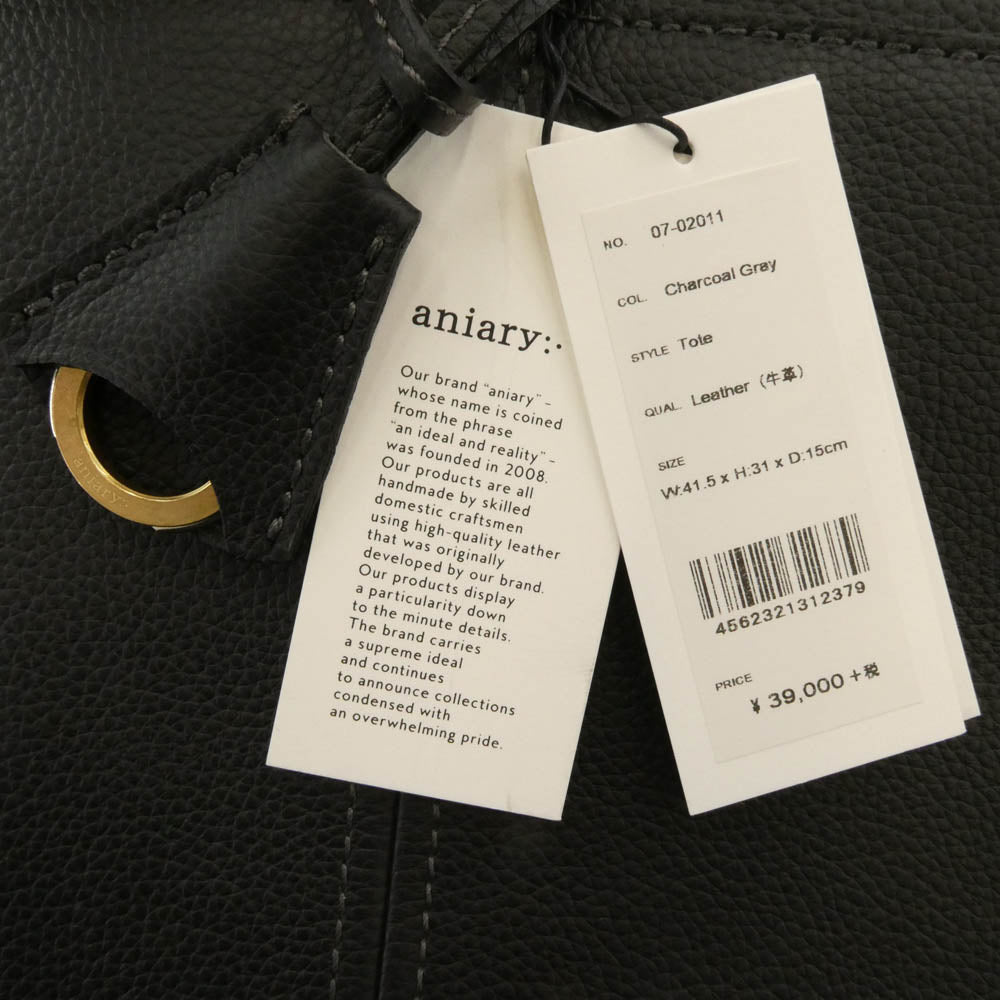 aniary:·
Our brand "aniary" –
whose name is coined
from the phrase
"an ideal and reality" –
was founded in 2008.
Our products are all
handmade by skilled
domestic craftsmen
using high-quality leather
that was originally
developed by our brand.
Our products display
a particularity down
to the minute details.
The brand carries
a supreme ideal
and continues
to announce collections
condensed with
an overwhelming pride.
NO. 07-02011
COL. Charcoal Gray
STYLE Tote
QUAL. Leather (牛革)
SIZE
W:41.5 x H:31 x D:15cm
4562321312379
PRICE
¥ 39,000+税
aniary:·